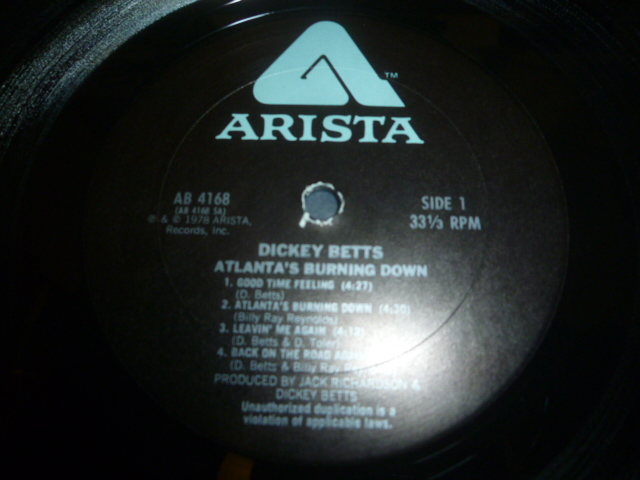 ™
ARISTA
AB 4168
(AB 4168 SA)
℗ & © 1978 ARISTA
Records, Inc.
SIDE 1
33⅓ RPM
DICKEY BETTS
ATLANTA'S BURNING DOWN
1. GOOD TIME FEELING (4:27)
(D. Betts)
2. ATLANTA'S BURNING DOWN (4:30)
(Billy Ray Reynolds)
3. LEAVIN' ME AGAIN (4:12)
(D. Betts & D. Toler)
4. BACK ON THE ROAD AGAIN
(D. Betts & Billy Ray
PRODUCED BY JACK RICHARDSON &
DICKEY BETTS
Unauthorized duplication is a
violation of applicable laws.